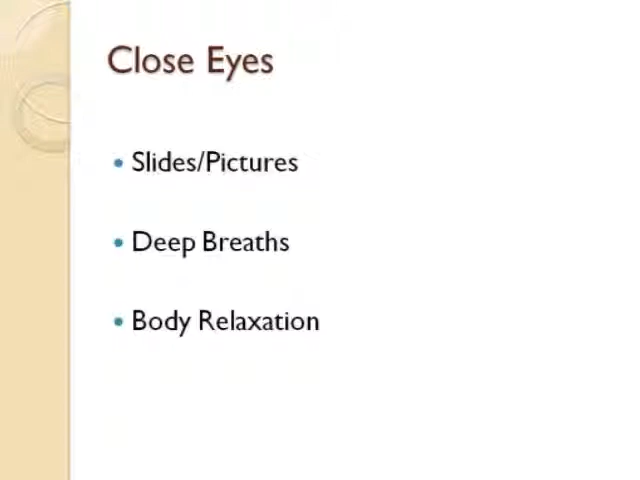 Close Eyes
Slides/Pictures
Deep Breaths
Body Relaxation